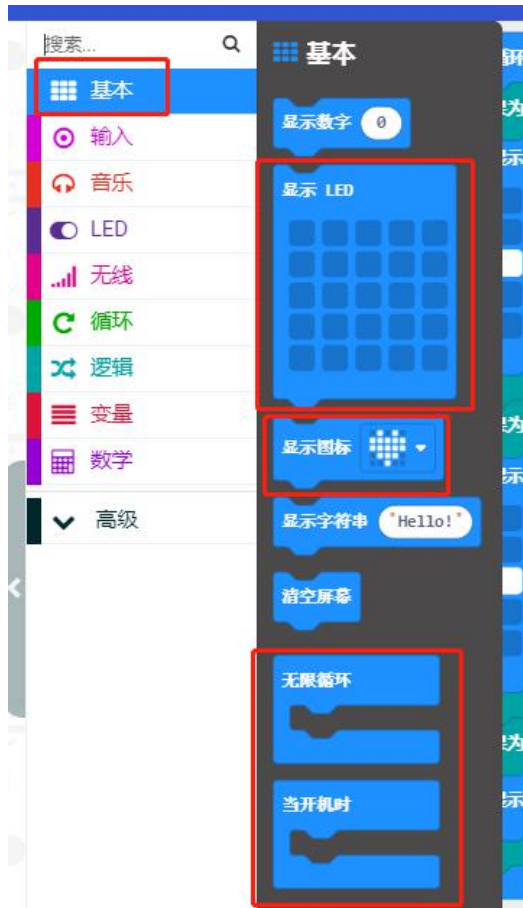 搜索...
基本
输入
音乐
LED
无线
循环
逻辑
变量
数学
高级
基本
显示数字 0
显示 LED
显示图标
显示字符串 "Hello!"
清空屏幕
无限循环
当开机时